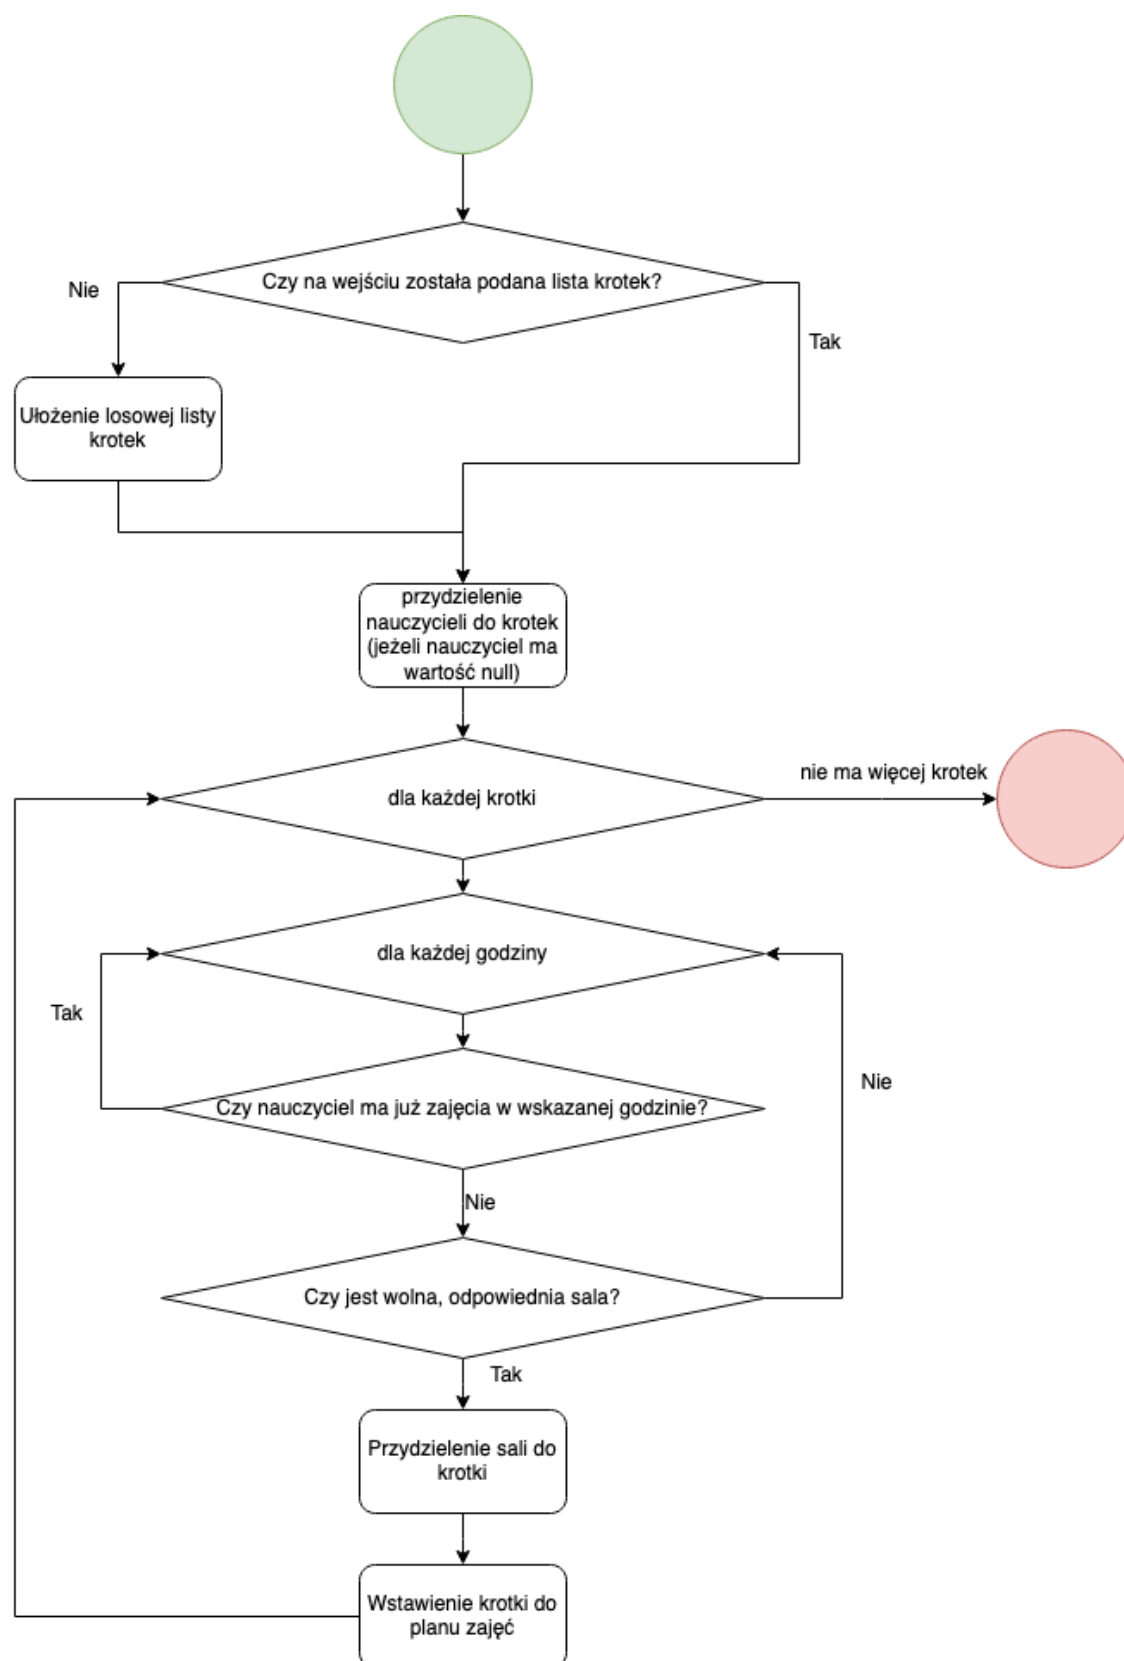 Czy na wejściu została podana lista krotek?
Nie
Tak
Ułożenie losowej listy
krotek
przydzielenie
nauczycieli do krotek
(jeżeli nauczyciel ma
wartość null)
nie ma więcej krotek
dla każdej krotki
dla każdej godziny
Tak
Nie
Czy nauczyciel ma już zajęcia w wskazanej godzinie?
Nie
Czy jest wolna, odpowiednia sala?
Tak
Przydzielenie sali do
krotki
Wstawienie krotki do
planu zajęć